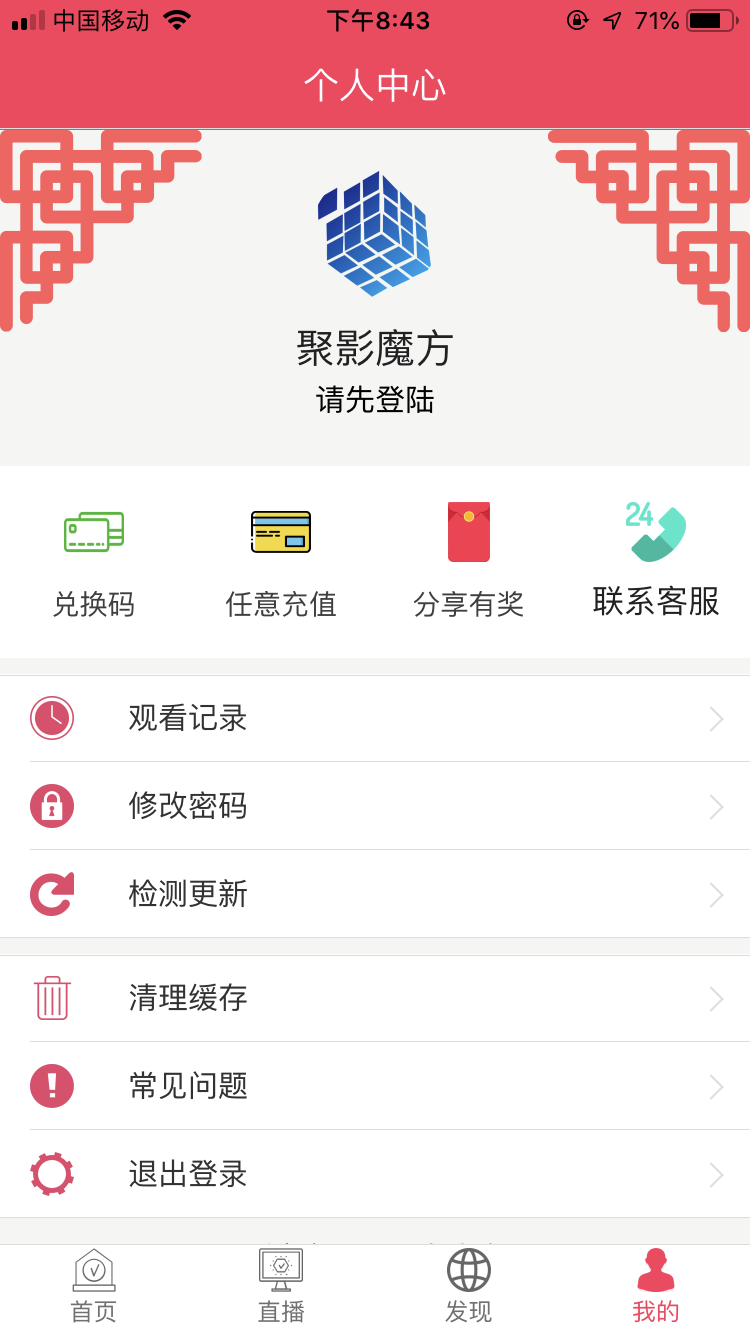 中国移动
下午8:43
71%
个人中心
聚影魔方
请先登陆
24
兑换码
任意充值
分享有奖
联系客服
观看记录
修改密码
检测更新
清理缓存
常见问题
退出登录
首页
直播
发现
我的